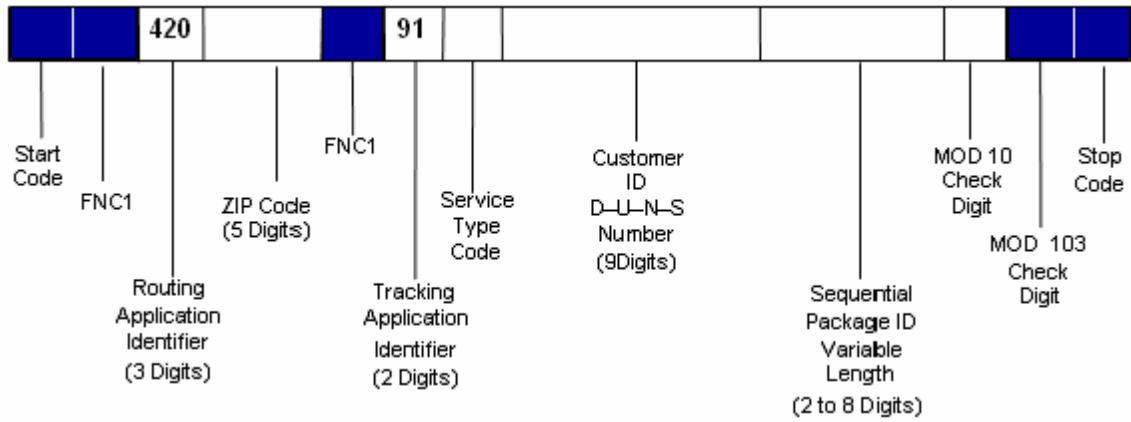 420
91
Start
Code
FNC1
Routing
Application
Identifier
(3 Digits)
ZIP Code
(5 Digits)
FNC1
Tracking
Application
Identifier
(2 Digits)
Service
Type
Code
Customer
ID
D–U–N–S
Number
(9Digits)
Sequential
Package ID
Variable
Length
(2 to 8 Digits)
MOD 10
Check
Digit
MOD 103
Check
Digit
Stop
Code